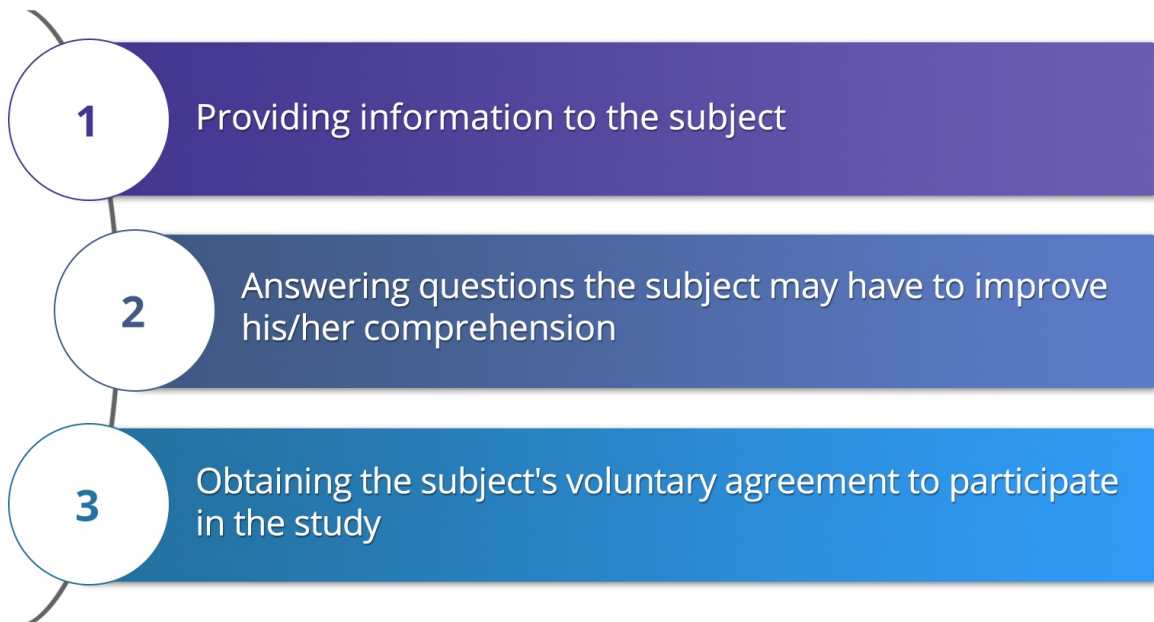 1
Providing information to the subject
2
Answering questions the subject may have to improve
his/her comprehension
3
Obtaining the subject's voluntary agreement to participate
in the study